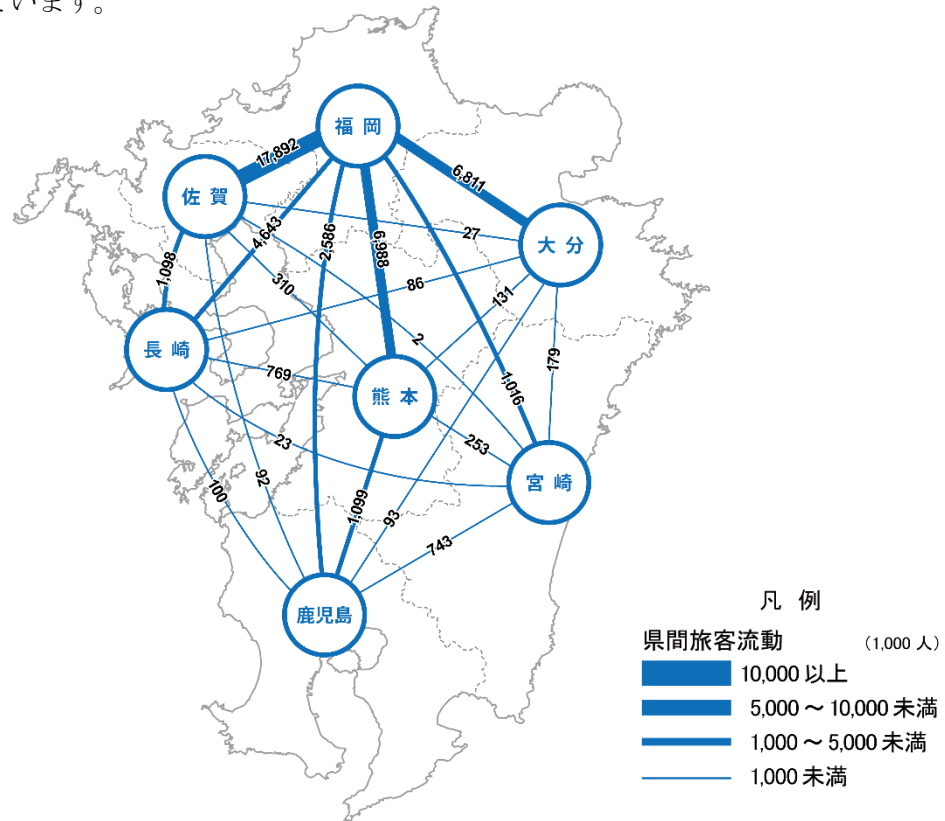 います。
福岡
17,892
佐賀
6,811
4,643
2,586
6,988
27
大分
1,098
310
86
131
長崎
2
179
769
熊本
1,016
23
253
宮崎
100
92
1,099
93
743
鹿児島
凡例
県間旅客流動 (1,000 人)
10,000 以上
5,000 ～ 10,000 未満
1,000 ～ 5,000 未満
1,000 未満